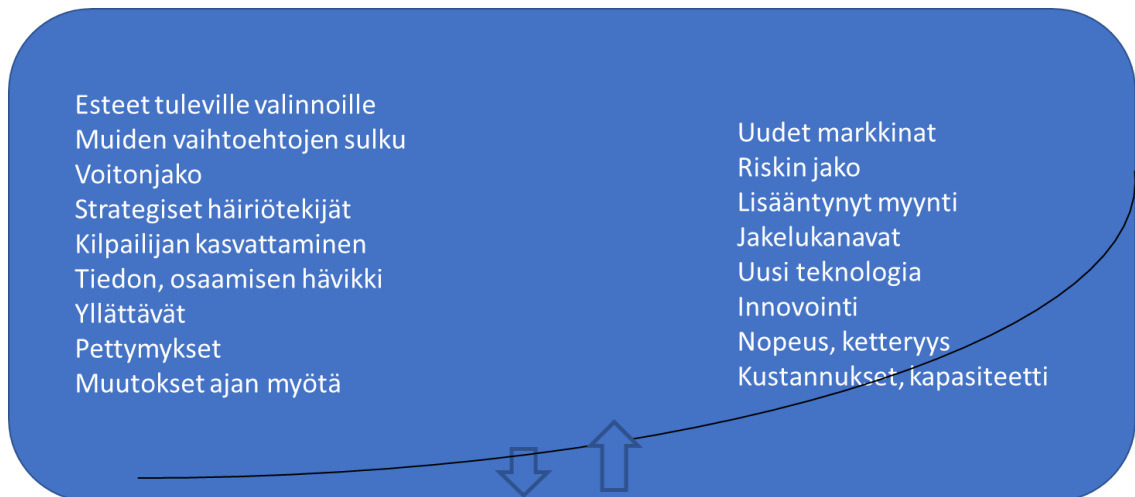 Esteet tuleville valinnoille
Muiden vaihtoehtojen sulku
Voitonjako
Strategiset häiriötekijät
Kilpailijan kasvattaminen
Tiedon, osaamisen hävikki
Yllättävät
Pettymykset
Muutokset ajan myötä
Uudet markkinat
Riskin jako
Lisääntynyt myynti
Jakelukanavat
Uusi teknologia
Innovointi
Nopeus, ketteryys
Kustannukset, kapasiteetti